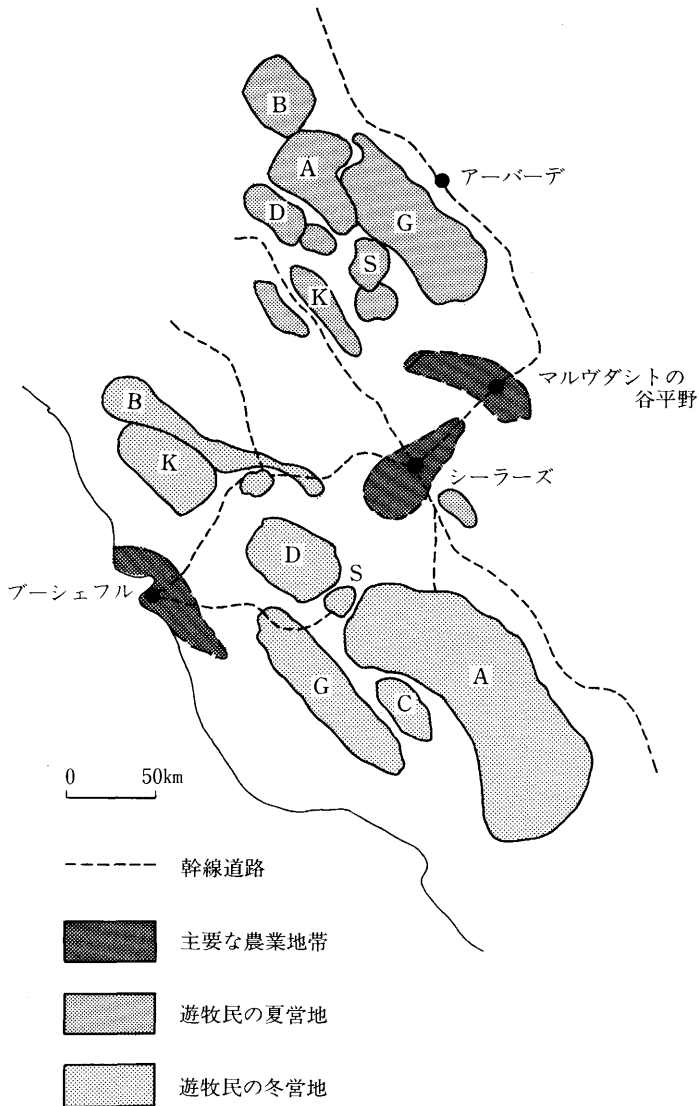 B
A
アーバーデ
D
G
S
K
マルヴダシトの
谷平野
B
K
シーラーズ
D
S
ブーシェフル
A
G
C
0 50km
幹線道路
主要な農業地帯
遊牧民の夏営地
遊牧民の冬営地